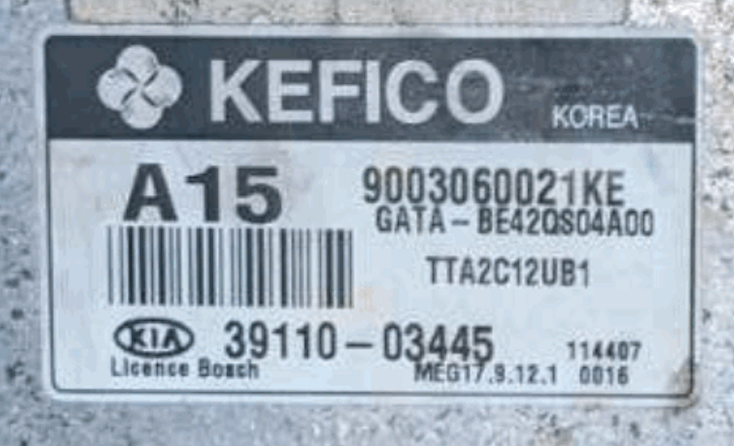 KEFICO KOREA
A15 9003060021KE
GATA-BE42QS04A00
TTA2C12UB1
KIA 39110-03445 114407
Licence Bosch MEG17.9.12.1 0016